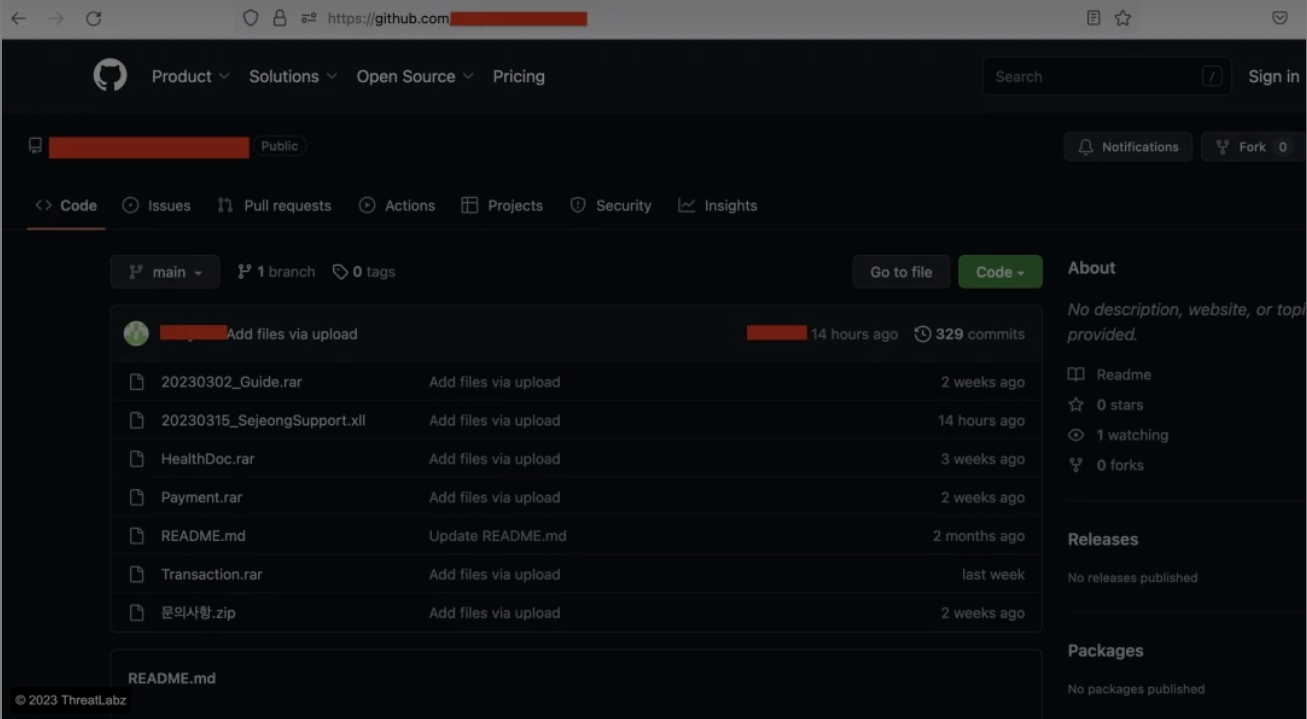 https://github.com
Product Solutions Open Source Pricing Search / Sign in
Public Notifications Fork 0
Code Issues Pull requests Actions Projects Security Insights
main 1 branch 0 tags Go to file Code About
No description, website, or topi
provided.
Add files via upload 14 hours ago 329 commits
20230302_Guide.rar Add files via upload 2 weeks ago
20230315_SejeongSupport.xll Add files via upload 14 hours ago
HealthDoc.rar Add files via upload 3 weeks ago
Payment.rar Add files via upload 2 weeks ago
README.md Update README.md 2 months ago
Transaction.rar Add files via upload last week
문의사항.zip Add files via upload 2 weeks ago
Readme
0 stars
1 watching
0 forks
Releases
No releases published
Packages
No packages published
README.md
© 2023 ThreatLabz